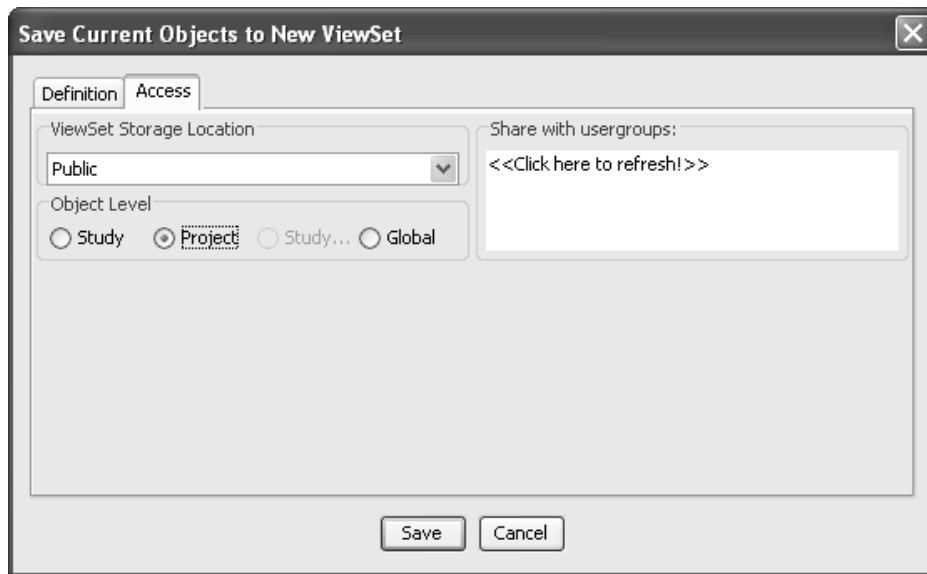 Save Current Objects to New ViewSet
Definition
Access
ViewSet Storage Location
Public
Object Level
Study
Project
Study...
Global
Share with usergroups:
<<Click here to refresh!>>
Save
Cancel